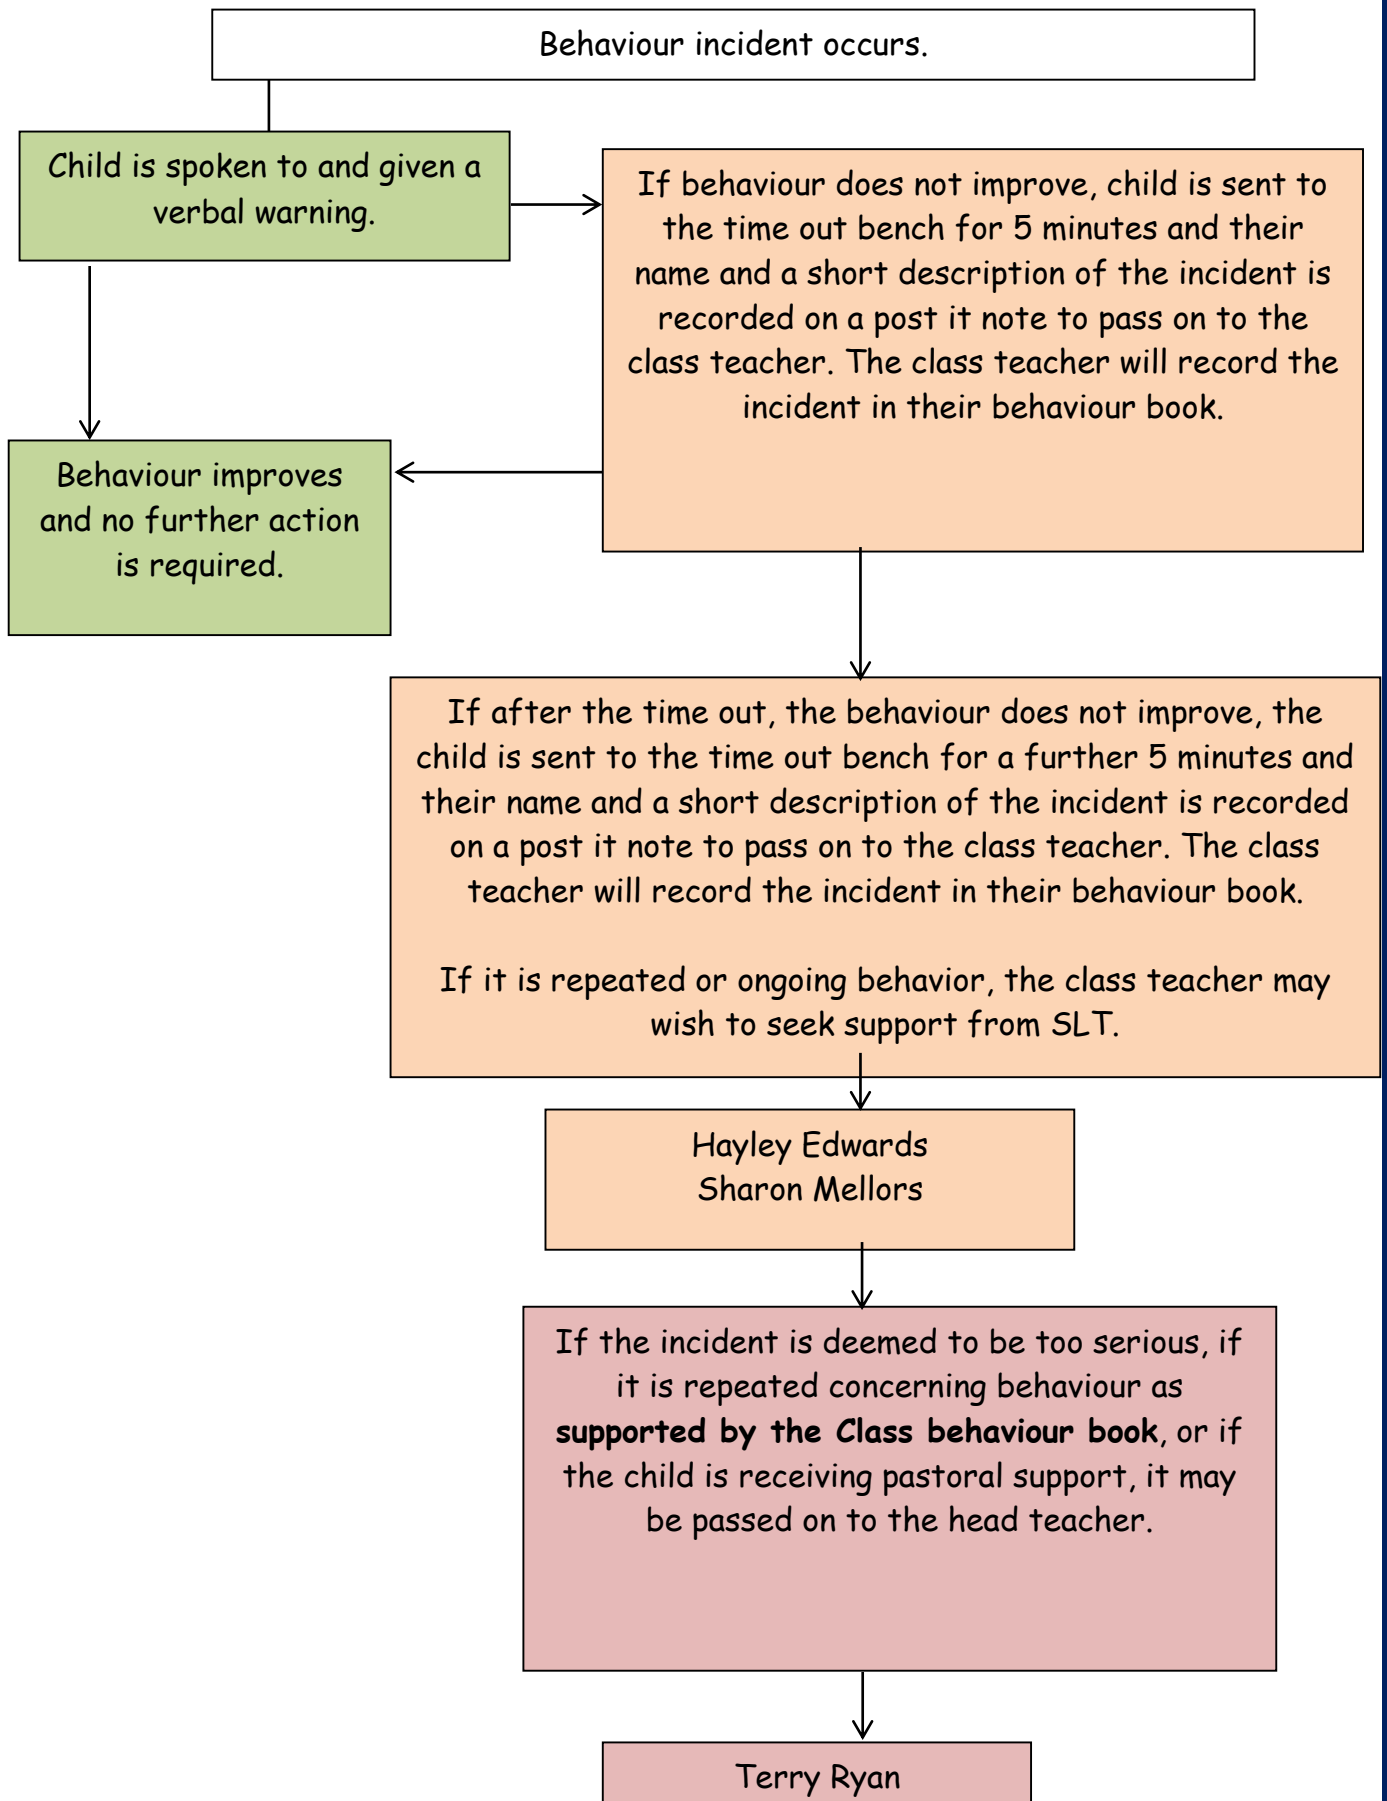 Behaviour incident occurs.
Child is spoken to and given a
verbal warning.
If behaviour does not improve, child is sent to
the time out bench for 5 minutes and their
name and a short description of the incident is
recorded on a post it note to pass on to the
class teacher. The class teacher will record the
incident in their behaviour book.
Behaviour improves
and no further action
is required.
If after the time out, the behaviour does not improve, the
child is sent to the time out bench for a further 5 minutes and
their name and a short description of the incident is recorded
on a post it note to pass on to the class teacher. The class
teacher will record the incident in their behaviour book.
If it is repeated or ongoing behavior, the class teacher may
wish to seek support from SLT.
Hayley Edwards
Sharon Mellors
If the incident is deemed to be too serious, if
it is repeated concerning behaviour as
supported by the Class behaviour book, or if
the child is receiving pastoral support, it may
be passed on to the head teacher.
Terry Ryan